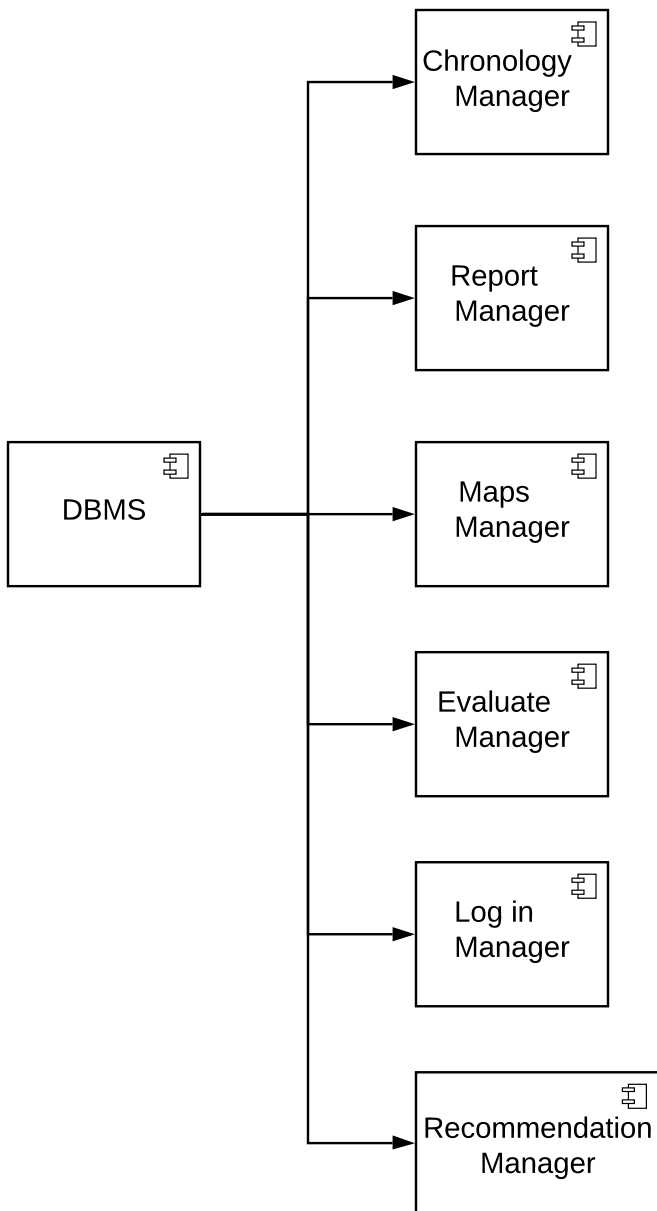 Chronology
Manager
Report
Manager
DBMS
Maps
Manager
Evaluate
Manager
Log in
Manager
Recommendation
Manager